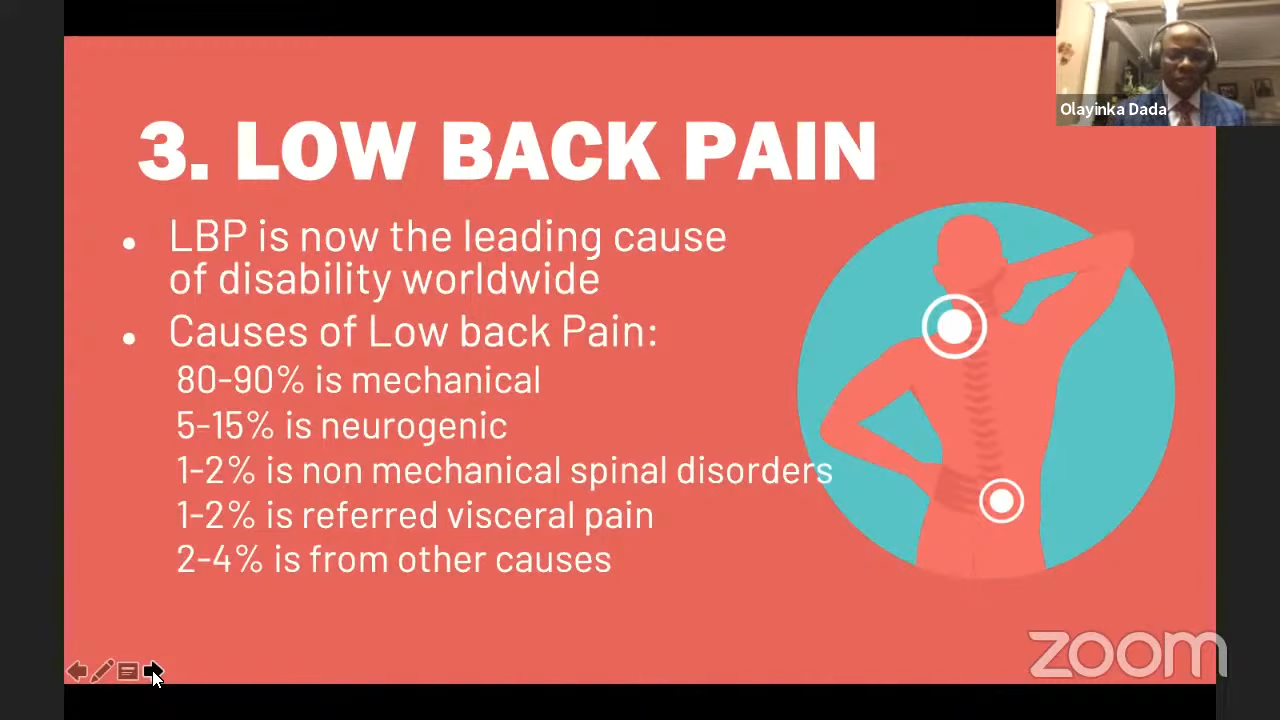 Olayinka Dada
3. LOW BACK PAIN
LBP is now the leading cause
of disability worldwide
Causes of Low back Pain:
80-90% is mechanical
5-15% is neurogenic
1-2% is non mechanical spinal disorders
1-2% is referred visceral pain
2-4% is from other causes
zoom